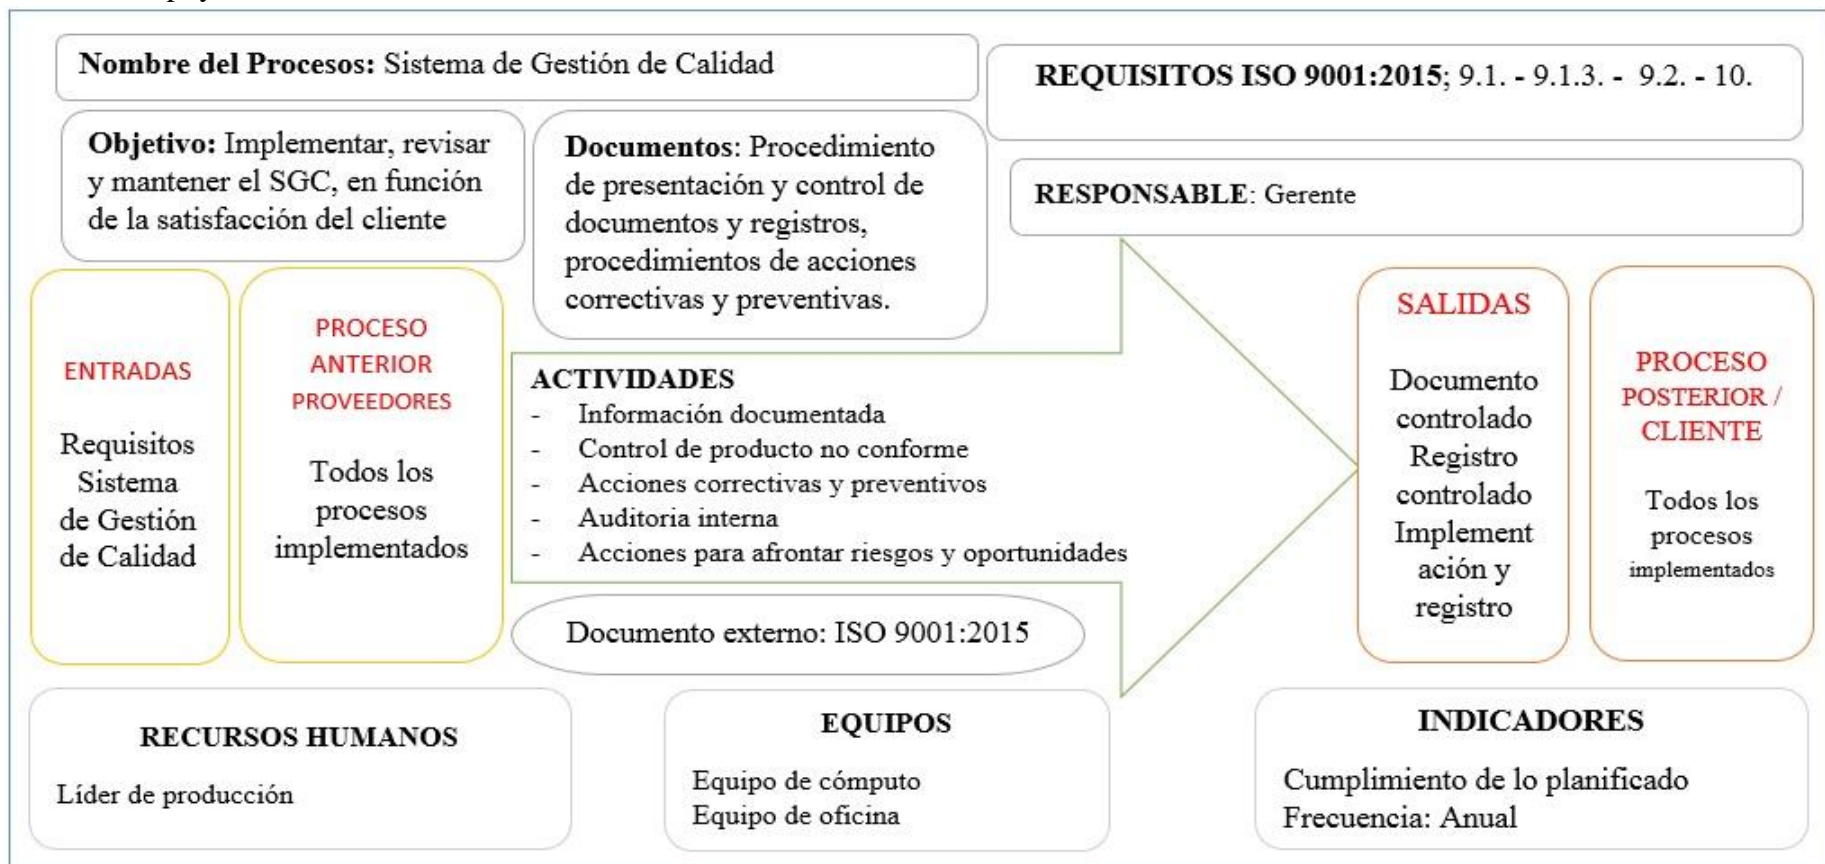 Nombre del Procesos: Sistema de Gestión de Calidad
REQUISITOS ISO 9001:2015; 9.1. - 9.1.3. - 9.2. - 10.
Objetivo: Implementar, revisar
y mantener el SGC, en función
de la satisfacción del cliente
Documentos: Procedimiento
de presentación y control de
documentos y registros,
procedimientos de acciones
correctivas y preventivas.
RESPONSABLE: Gerente
ENTRADAS
Requisitos
Sistema
de Gestión
de Calidad
PROCESO
ANTERIOR
PROVEEDORES
Todos los
procesos
implementados
ACTIVIDADES
- Información documentada
- Control de producto no conforme
- Acciones correctivas y preventivos
- Auditoria interna
- Acciones para afrontar riesgos y oportunidades
Documento externo: ISO 9001:2015
SALIDAS
Documento
controlado
Registro
controlado
Implement
ación y
registro
PROCESO
POSTERIOR /
CLIENTE
Todos los
procesos
implementados
RECURSOS HUMANOS
Líder de producción
EQUIPOS
Equipo de cómputo
Equipo de oficina
INDICADORES
Cumplimiento de lo planificado
Frecuencia: Anual